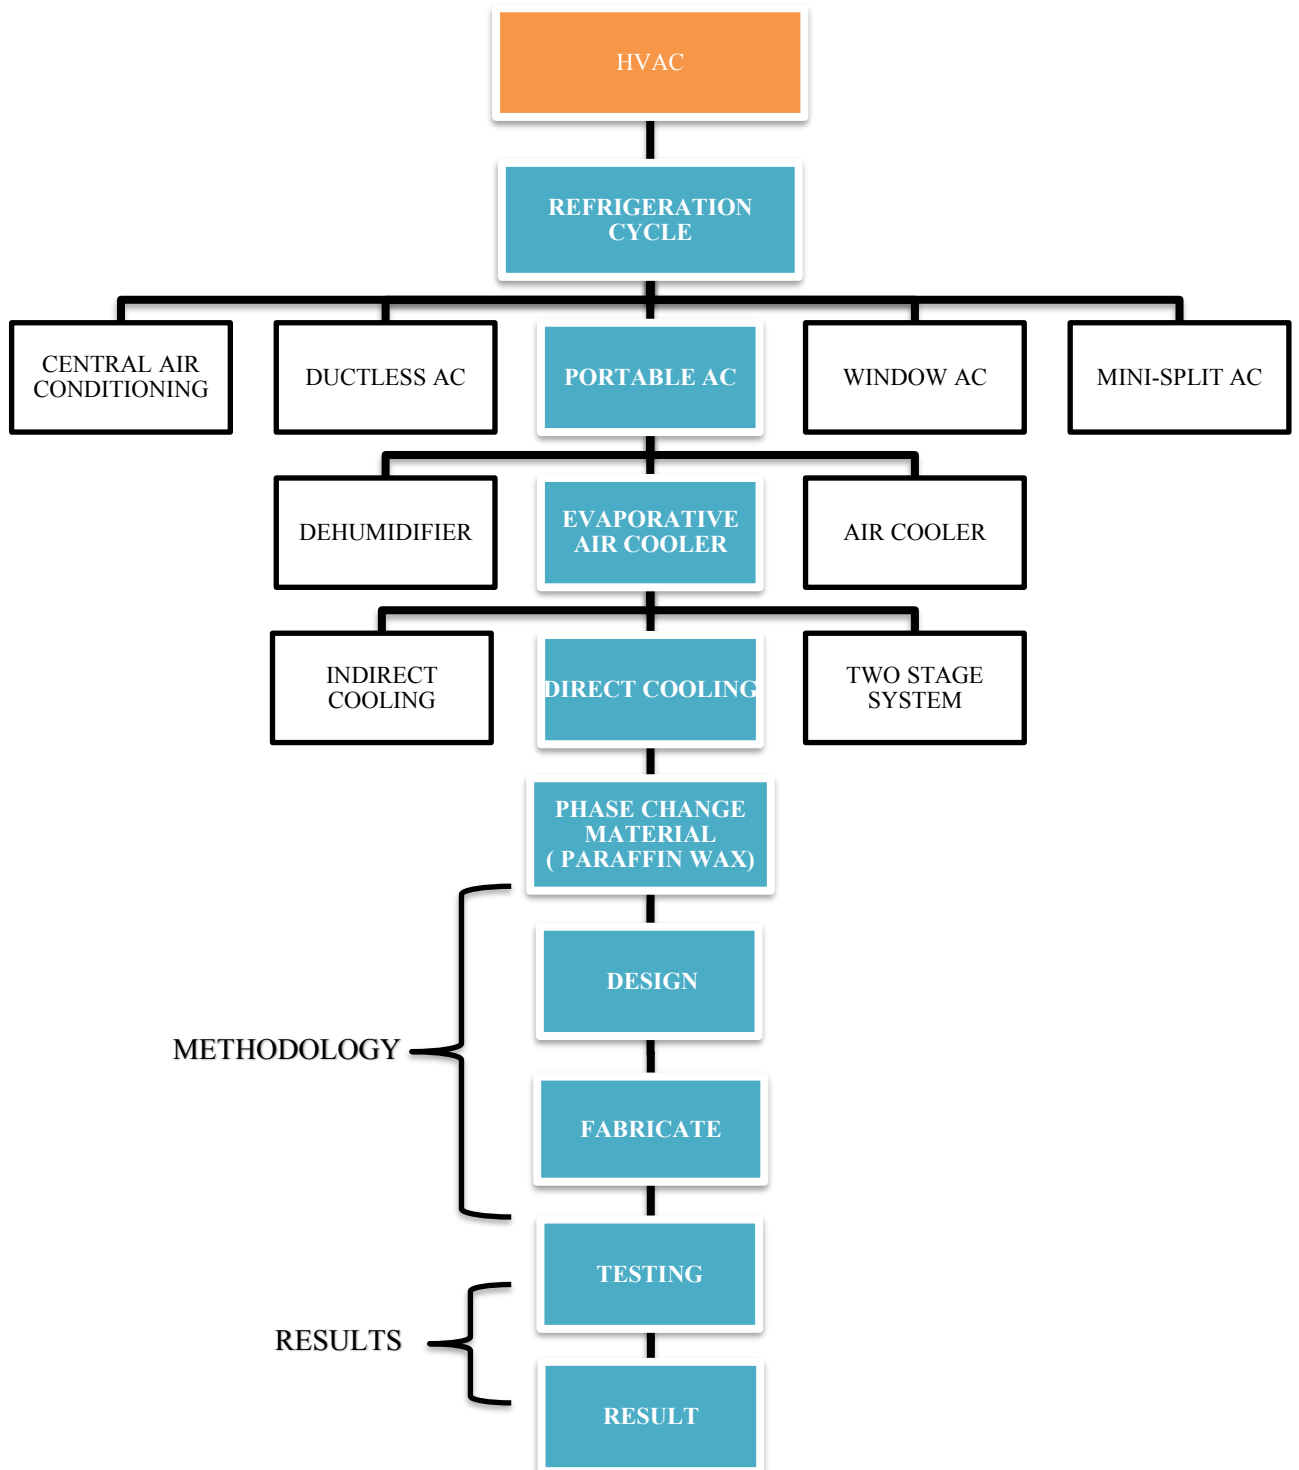 HVAC
REFRIGERATION
CYCLE
CENTRAL AIR
CONDITIONING
DUCTLESS AC
PORTABLE AC
WINDOW AC
MINI-SPLIT AC
DEHUMIDIFIER
EVAPORATIVE
AIR COOLER
AIR COOLER
INDIRECT
COOLING
DIRECT COOLING
TWO STAGE
SYSTEM
PHASE CHANGE
MATERIAL
( PARAFFIN WAX)
DESIGN
METHODOLOGY
FABRICATE
TESTING
RESULTS
RESULT